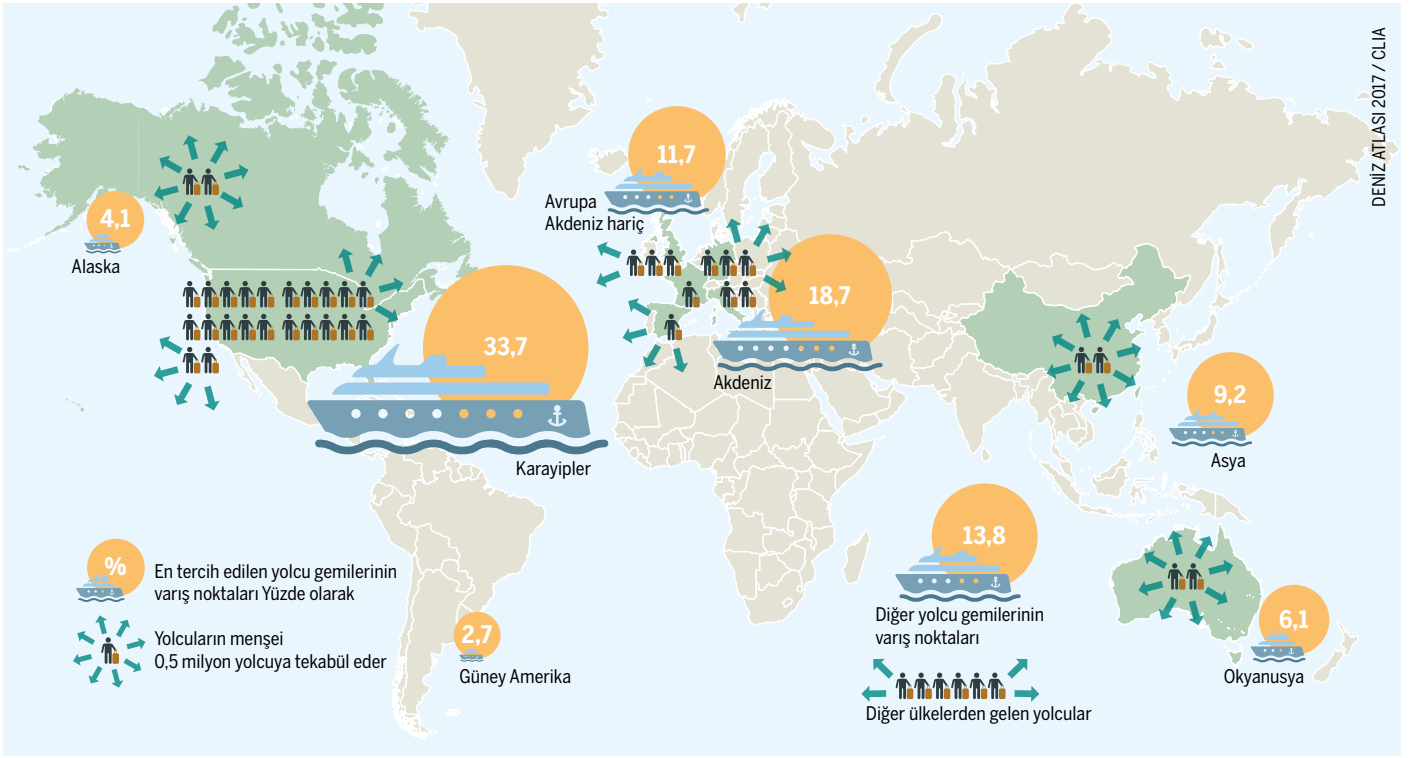 DENİZ ATLASI 2017 / CLIA
11,7
Avrupa
Akdeniz hariç
4,1
Alaska
18,7
Akdeniz
33,7
Karayipler
9,2
Asya
13,8
Diğer yolcu gemilerinin
varış noktaları
%
En tercih edilen yolcu gemilerinin
varış noktaları Yüzde olarak
Yolcuların menşei
0,5 milyon yolcuya tekabül eder
2,7
Güney Amerika
6,1
Okyanusya
Diğer ülkelerden gelen yolcular